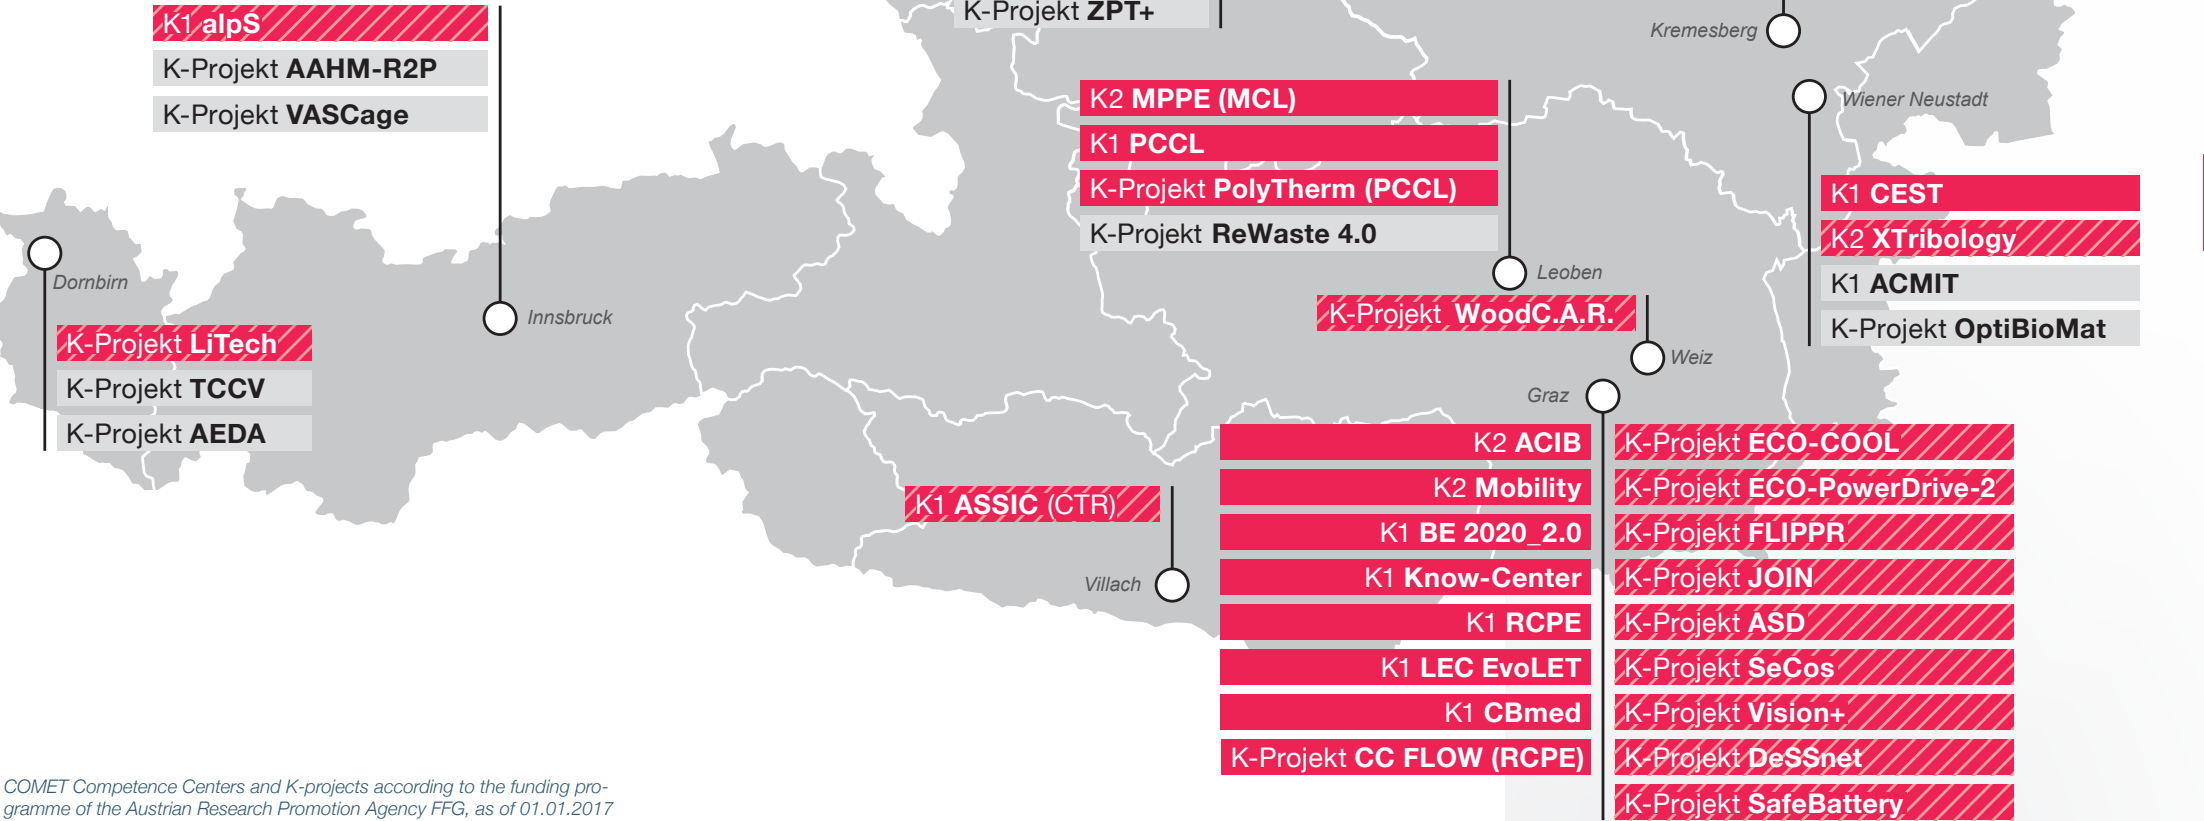 K1 alpS
K-Projekt AAHM-R2P
K-Projekt VASCage
K-Projekt ZPT+
Kremesberg
K2 MPPE (MCL)
K1 PCCL
K-Projekt PolyTherm (PCCL)
K-Projekt ReWaste 4.0
Leoben
Wiener Neustadt
K1 CEST
K2 XTribology
K1 ACMIT
K-Projekt OptiBioMat
Dornbirn
K-Projekt LiTech
K-Projekt TCCV
K-Projekt AEDA
Innsbruck
K-Projekt WoodC.A.R.
Weiz
Graz
K1 ASSIC (CTR)
Villach
K2 ACIB
K2 Mobility
K1 BE 2020_2.0
K1 Know-Center
K1 RCPE
K1 LEC EvoLET
K1 CBmed
K-Projekt CC FLOW (RCPE)
K-Projekt ECO-COOL
K-Projekt ECO-PowerDrive-2
K-Projekt FLIPPR
K-Projekt JOIN
K-Projekt ASD
K-Projekt SeCos
K-Projekt Vision+
K-Projekt DeSSnet
K-Projekt SafeBattery
COMET Competence Centers and K-projects according to the funding pro-
gramme of the Austrian Research Promotion Agency FFG, as of 01.01.2017